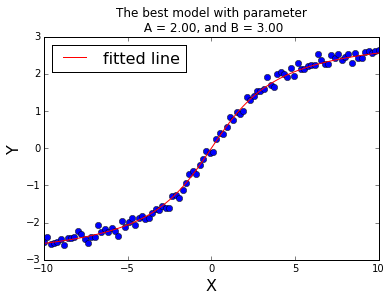 The best model with parameter
A = 2.00, and B = 3.00
fitted line
3
2
1
0
−1
−2
−3
Y
−10
−5
0
5
10
X